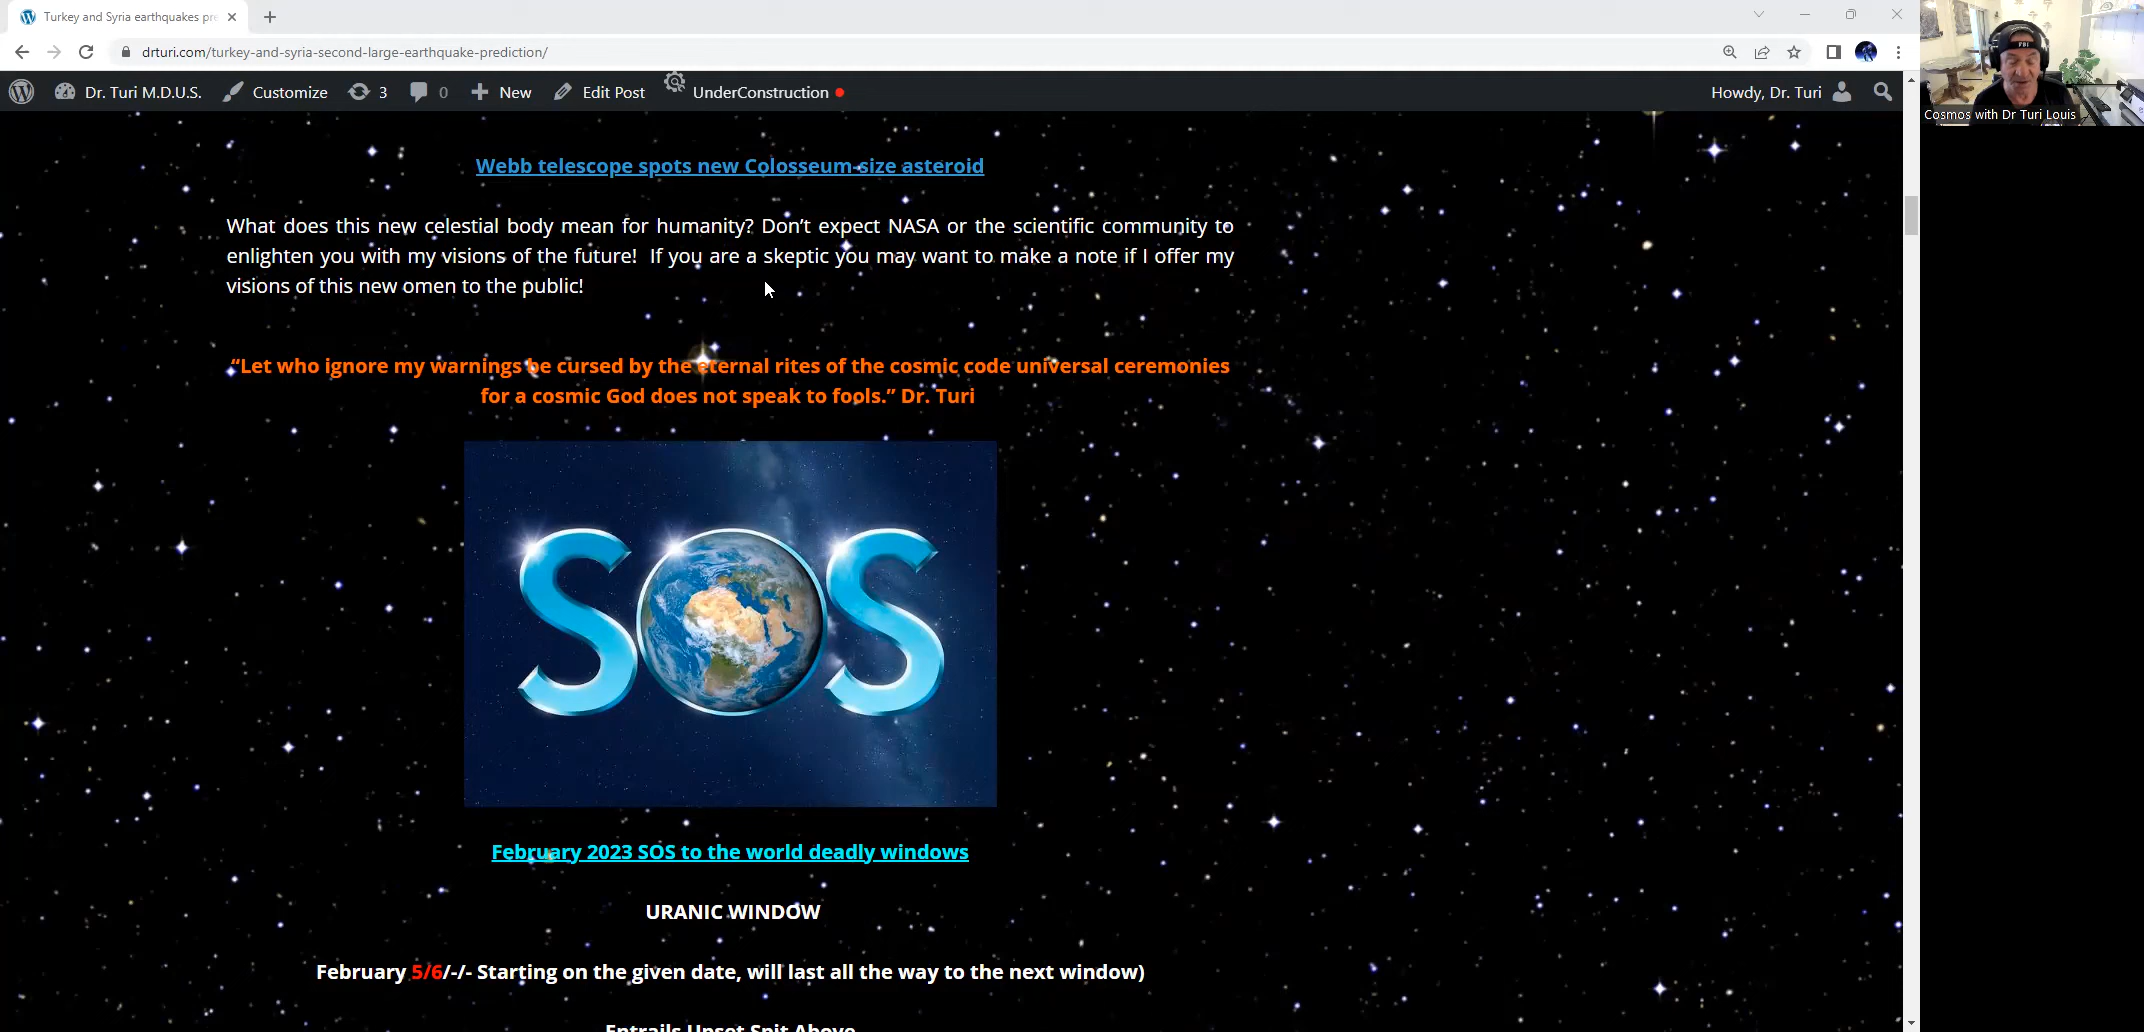 Turkey and Syria earthquakes pre
drturi.com/turkey-and-syria-second-large-earthquake-prediction/
Dr. Turi M.D.U.S. Customize 3 0 New Edit Post UnderConstruction Howdy, Dr. Turi
FBI
Cosmos with Dr Turi Louis
Webb telescope spots new Colosseum-size asteroid
What does this new celestial body mean for humanity? Don’t expect NASA or the scientific community to
enlighten you with my visions of the future! If you are a skeptic you may want to make a note if I offer my
visions of this new omen to the public!
“Let who ignore my warnings be cursed by the eternal rites of the cosmic code universal ceremonies
for a cosmic God does not speak to fools.” Dr. Turi
SOS
February 2023 SOS to the world deadly windows
URANIC WINDOW
February 5/6/-/- Starting on the given date, will last all the way to the next window)
Entrails Upset Spit Above